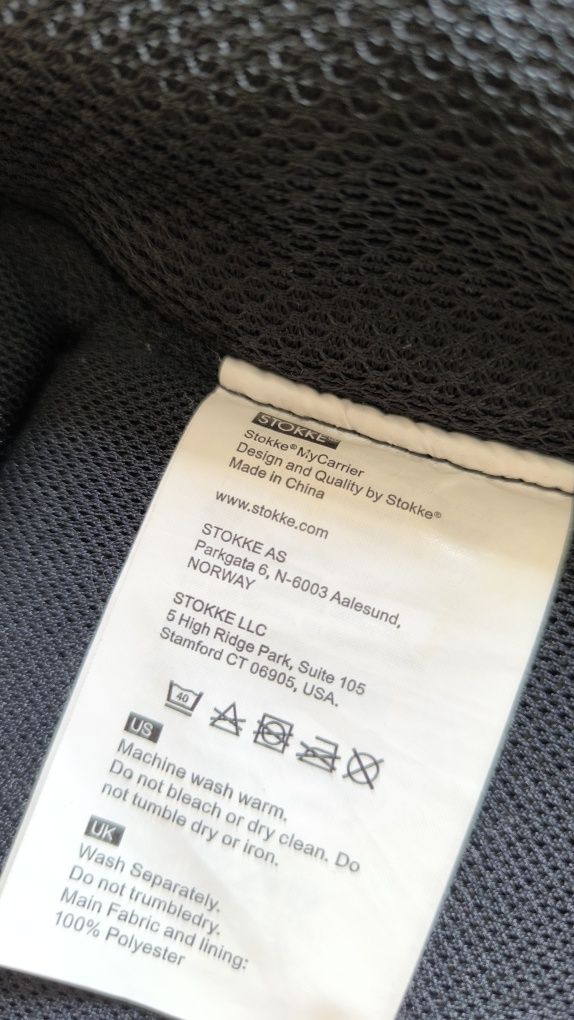 STOKKE
Stokke®MyCarrier
Design and Quality by Stokke®
Made in China
www.stokke.com
STOKKE AS
Parkgata 6, N-6003 Aalesund,
NORWAY
STOKKE LLC
5 High Ridge Park, Suite 105
Stamford CT 06905, USA.
40
US
Machine wash warm.
Do not bleach or dry clean. Do
not tumble dry or iron.
UK
Wash Separately.
Do not trumbledry.
Main Fabric and lining:
100% Polyester